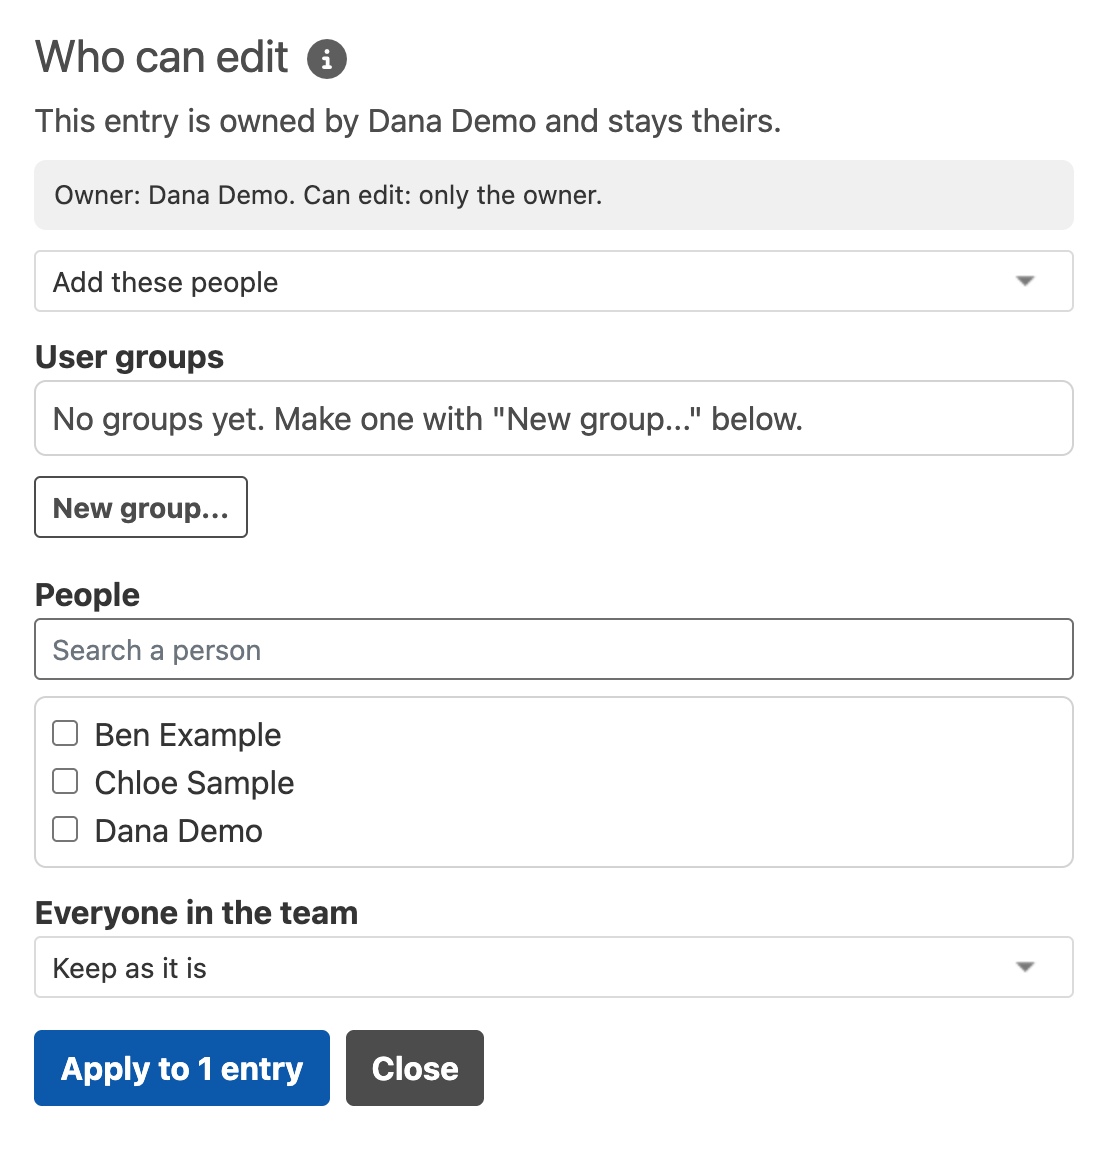 Who can edit
This entry is owned by Dana Demo and stays theirs.
Owner: Dana Demo. Can edit: only the owner.
Add these people
User groups
No groups yet. Make one with "New group..." below.
New group...
People
Search a person
Ben Example
Chloe Sample
Dana Demo
Everyone in the team
Keep as it is
Apply to 1 entry
Close